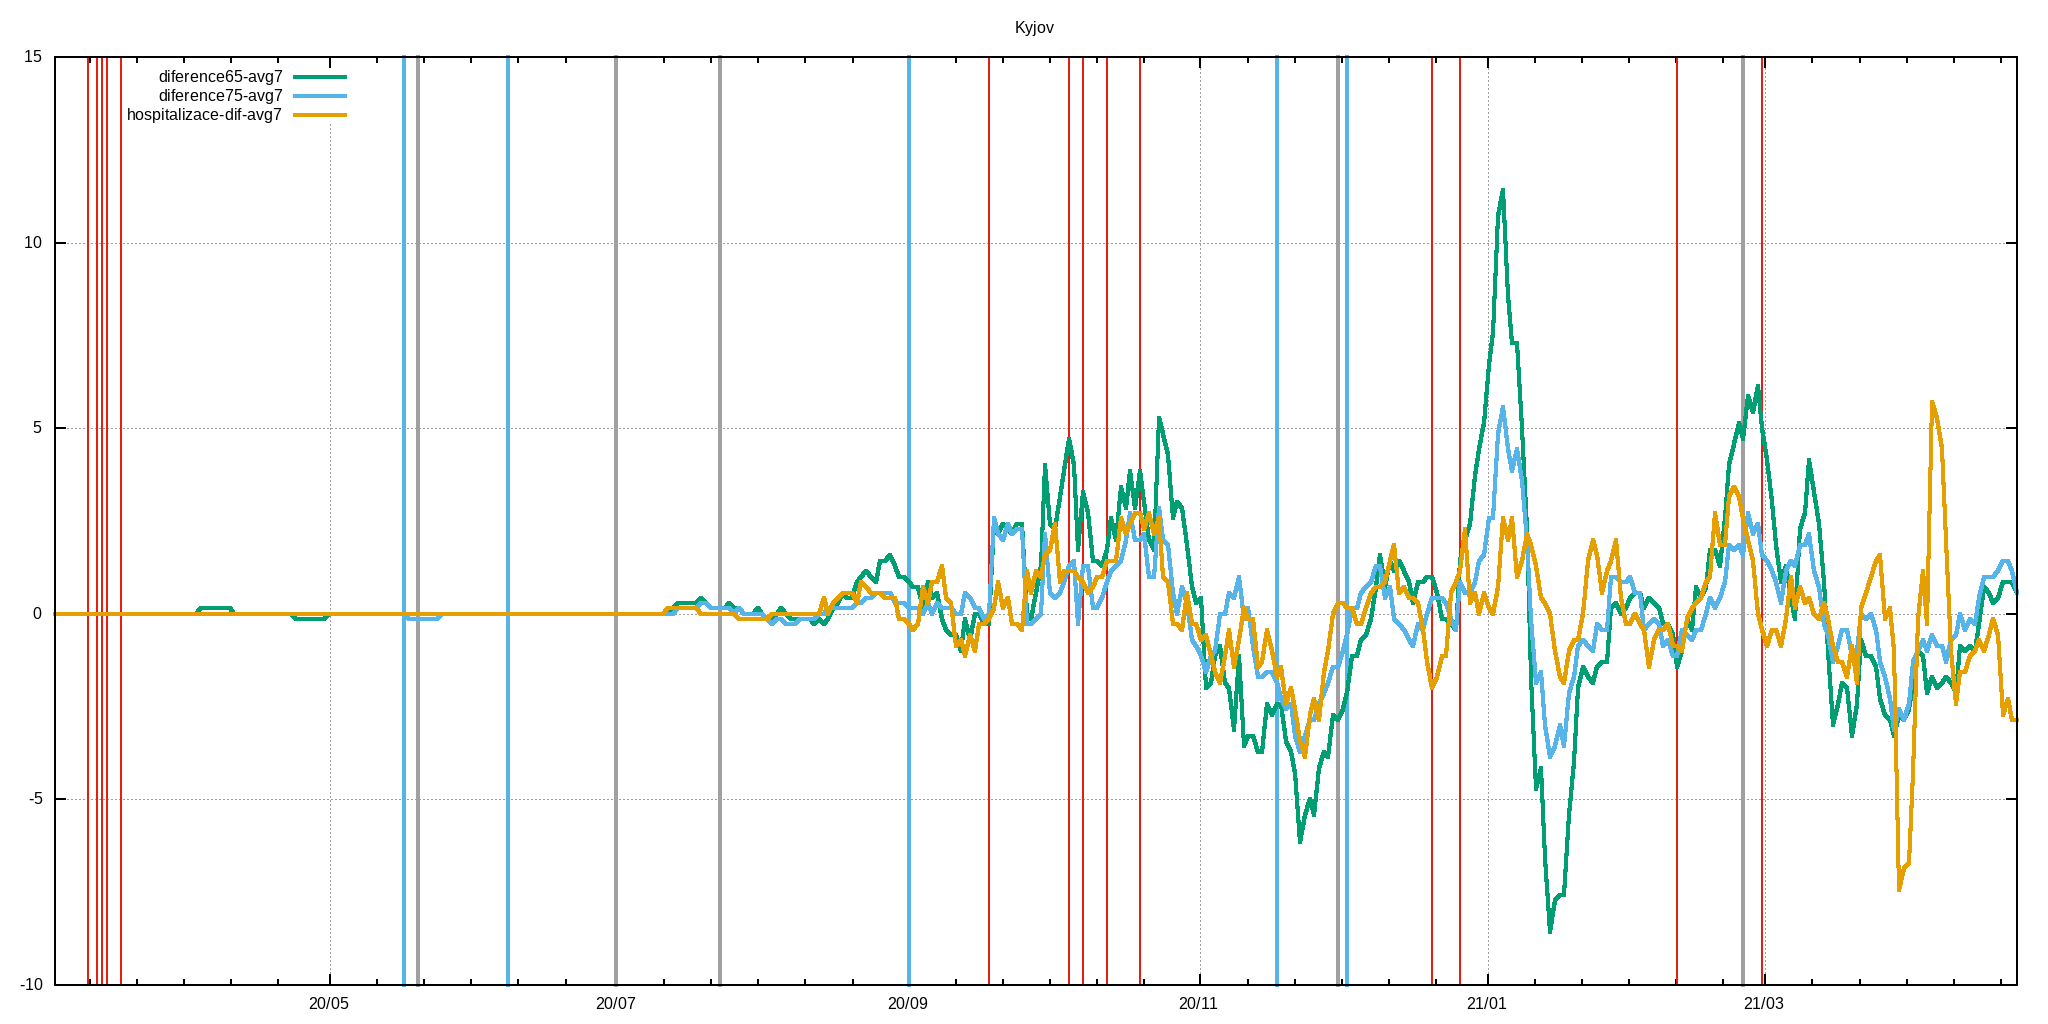 Kyjov
15
diference65-avg7
diference75-avg7
hospitalizace-dif-avg7
10
5
0
-5
-10
20/05 20/07 20/09 20/11 21/01 21/03